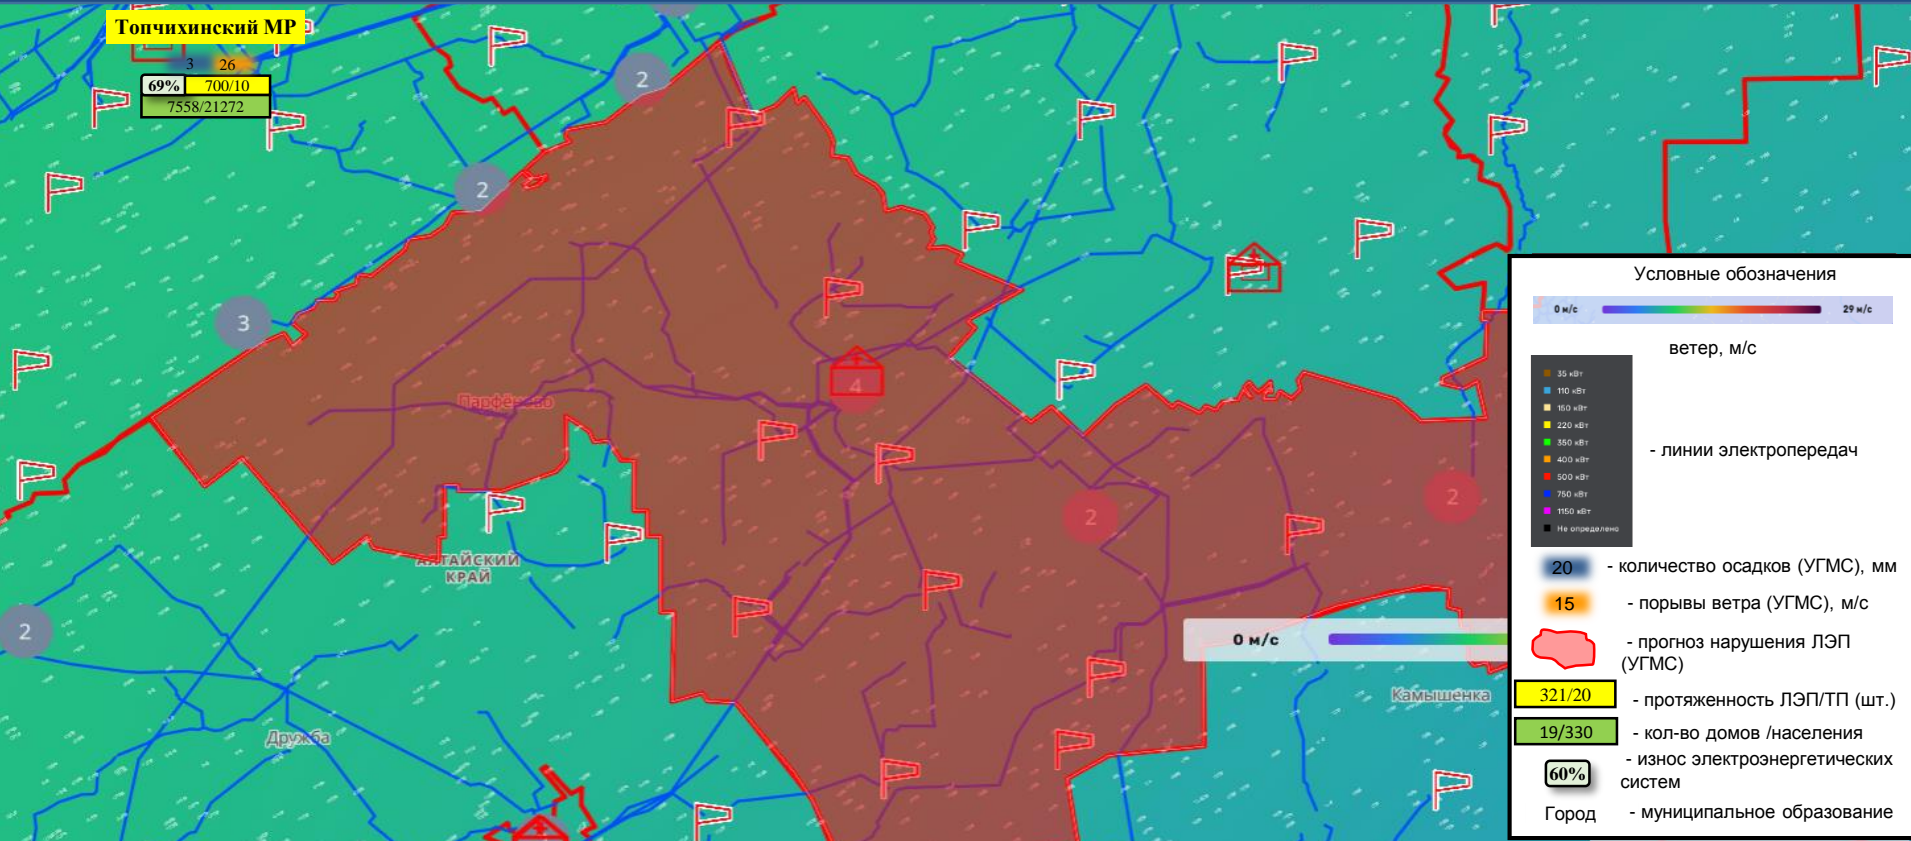 Топчихинский МР
3 26
69% 700/10
7558/21272
2
2
3
4
Парфёново
2
2
АЛТАЙСКИЙ
КРАЙ
2
0 м/с
Камышенка
Дружба
Условные обозначения
0 м/с 29 м/с
ветер, м/с
35 кВт
110 кВт
150 кВт
220 кВт
350 кВт
400 кВт
500 кВт
750 кВт
1150 кВт
Не определено
- линии электропередач
20 - количество осадков (УГМС), мм
15 - порывы ветра (УГМС), м/с
- прогноз нарушения ЛЭП
(УГМС)
321/20 - протяженность ЛЭП/ТП (шт.)
19/330 - кол-во домов /населения
60% - износ электроэнергетических
систем
Город - муниципальное образование